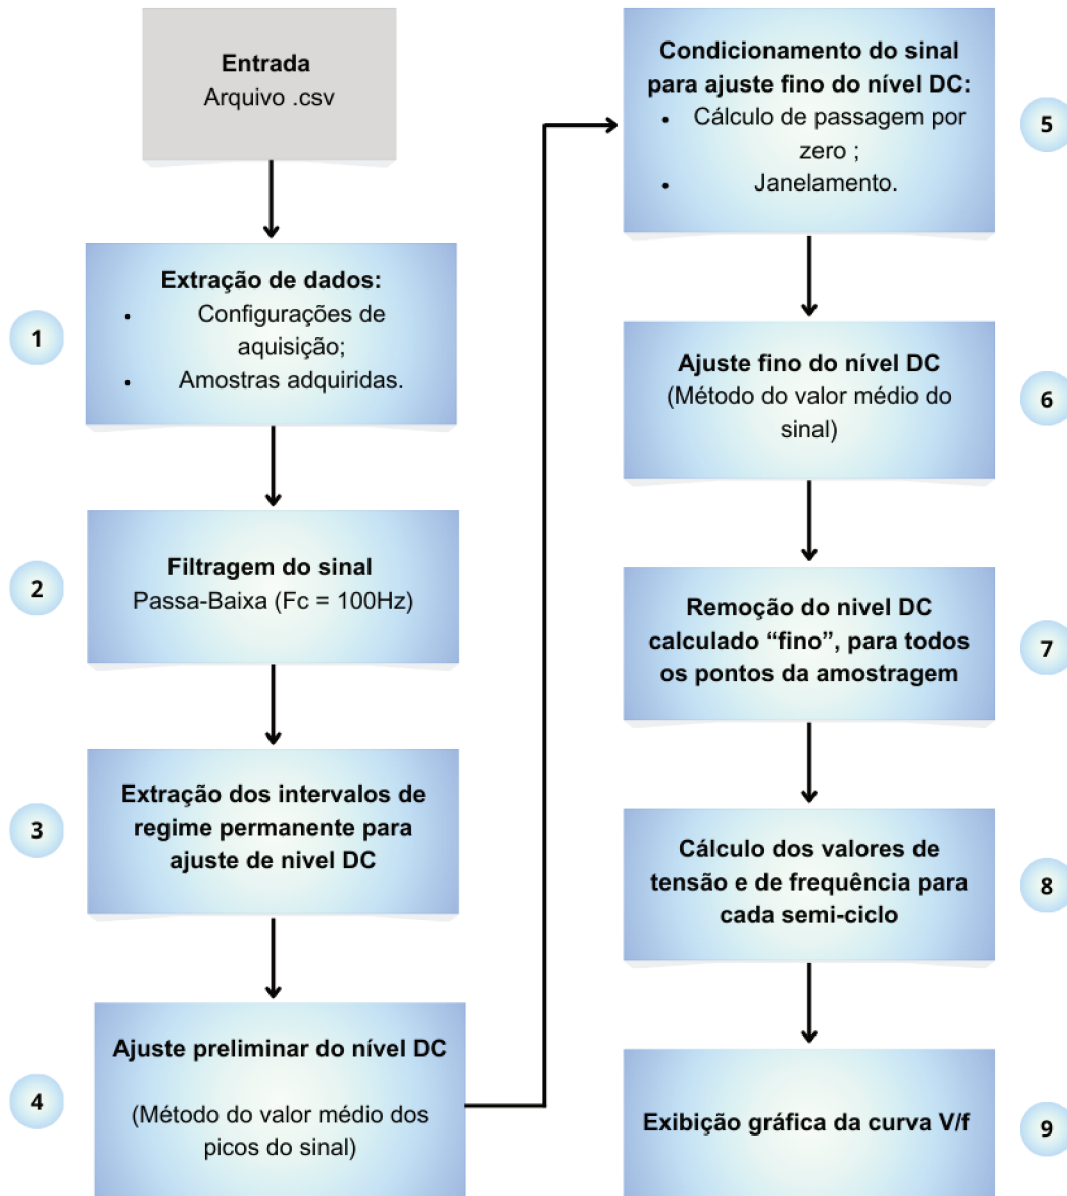 Entrada
Arquivo .csv
1
Extração de dados:
• Configurações de
aquisição;
• Amostras adquiridas.
2
Filtragem do sinal
Passa-Baixa (Fc = 100Hz)
3
Extração dos intervalos de
regime permanente para
ajuste de nivel DC
4
Ajuste preliminar do nível DC
(Método do valor médio dos
picos do sinal)
Condicionamento do sinal
para ajuste fino do nível DC:
• Cálculo de passagem por
zero ;
• Janelamento.
5
Ajuste fino do nível DC
(Método do valor médio do
sinal)
6
Remoção do nivel DC
calculado “fino”, para todos
os pontos da amostragem
7
Cálculo dos valores de
tensão e de frequência para
cada semi-ciclo
8
Exibição gráfica da curva V/f
9